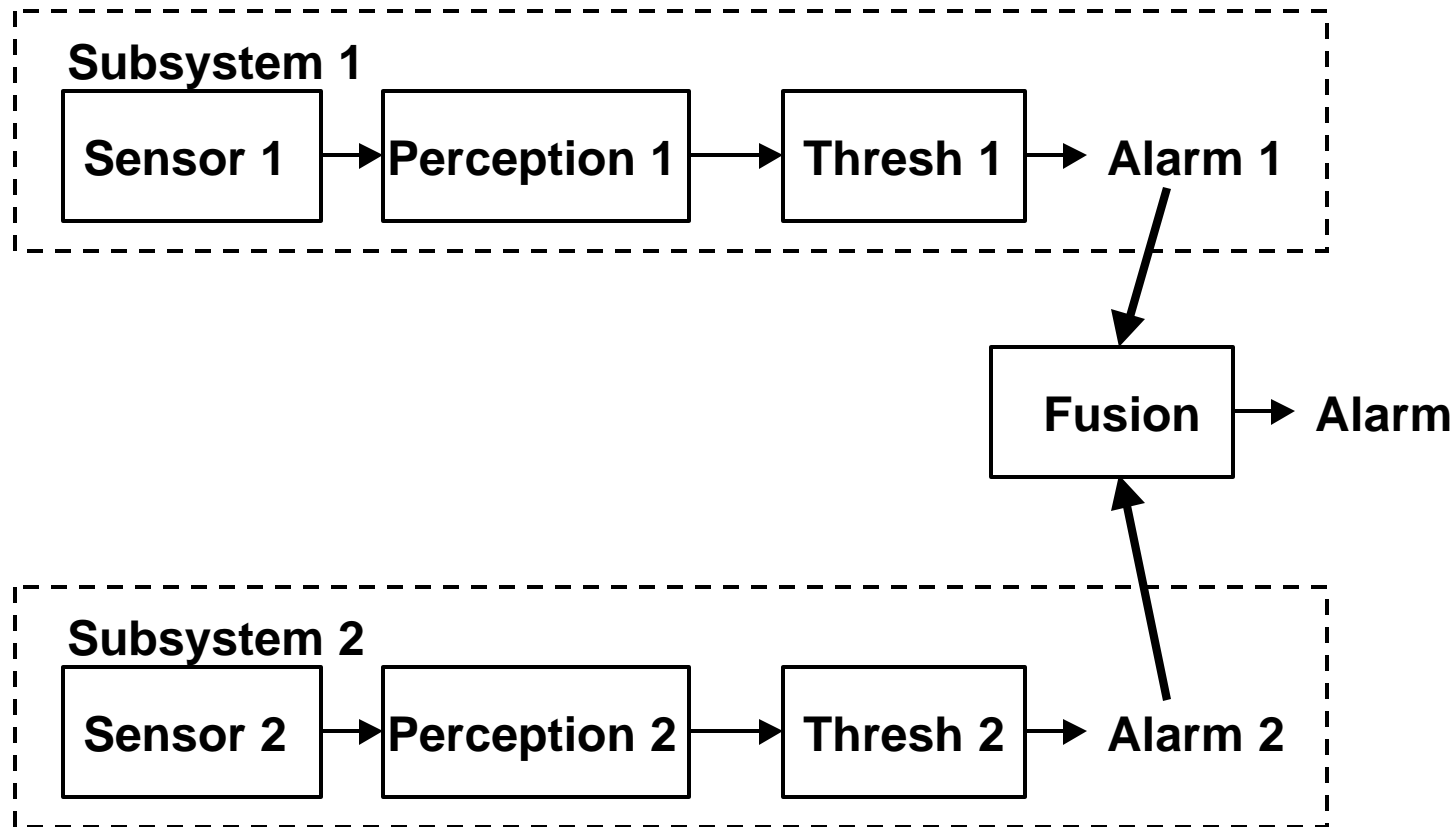 Subsystem 1
Sensor 1
Perception 1
Thresh 1
Alarm 1
Fusion
Alarm
Subsystem 2
Sensor 2
Perception 2
Thresh 2
Alarm 2